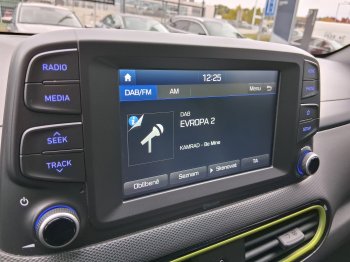 RADIO
MEDIA
SEEK
TRACK
12:25
DAB/FM
AM
Menu
DAB
EVROPA 2
KAMRAD - Be Mine
Oblíbené
Seznam
Skenovat
TA